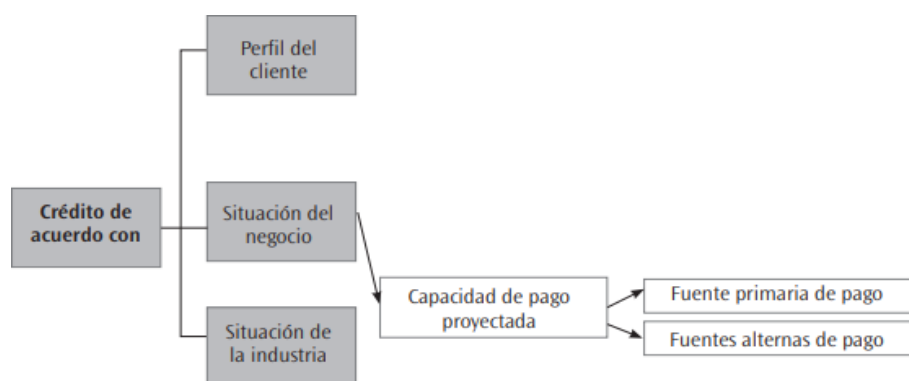 Perfil del
cliente
Crédito de
acuerdo con
Situación del
negocio
Capacidad de pago
proyectada
Fuente primaria de pago
Fuentes alternas de pago
Situación de
la industria